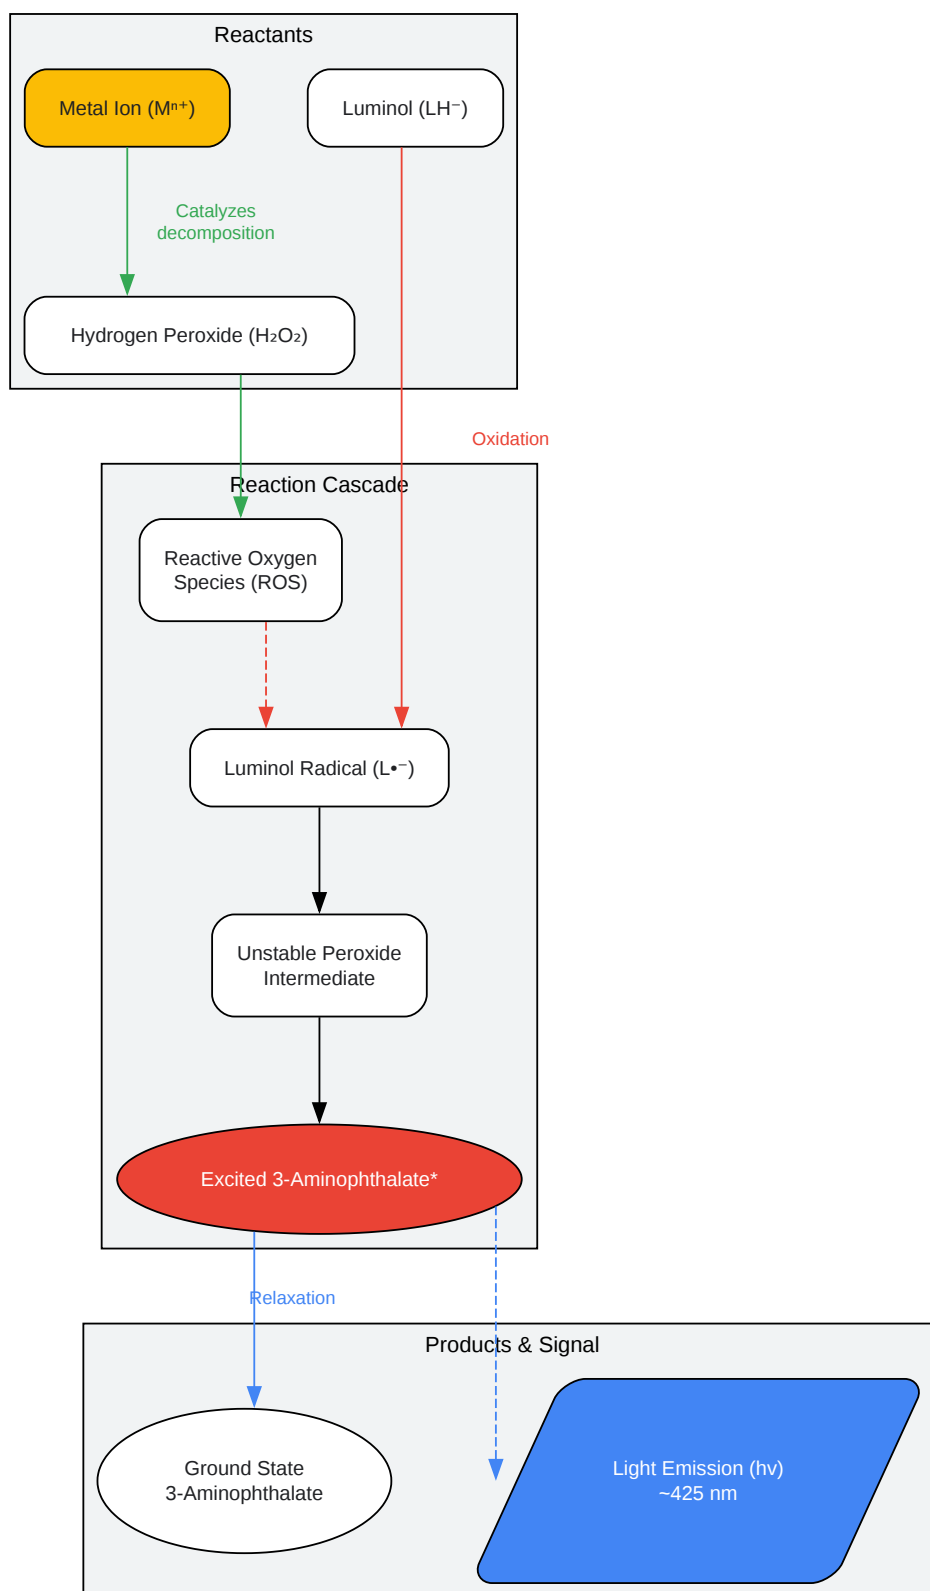 Reactants
Metal Ion (Mⁿ⁺)
Luminol (LH⁻)
Catalyzes
decomposition
Hydrogen Peroxide (H₂O₂)
Oxidation
Reaction Cascade
Reactive Oxygen
Species (ROS)
Luminol Radical (L•⁻)
Unstable Peroxide
Intermediate
Excited 3-Aminophthalate*
Relaxation
Products & Signal
Ground State
3-Aminophthalate
Light Emission (hv)
~425 nm